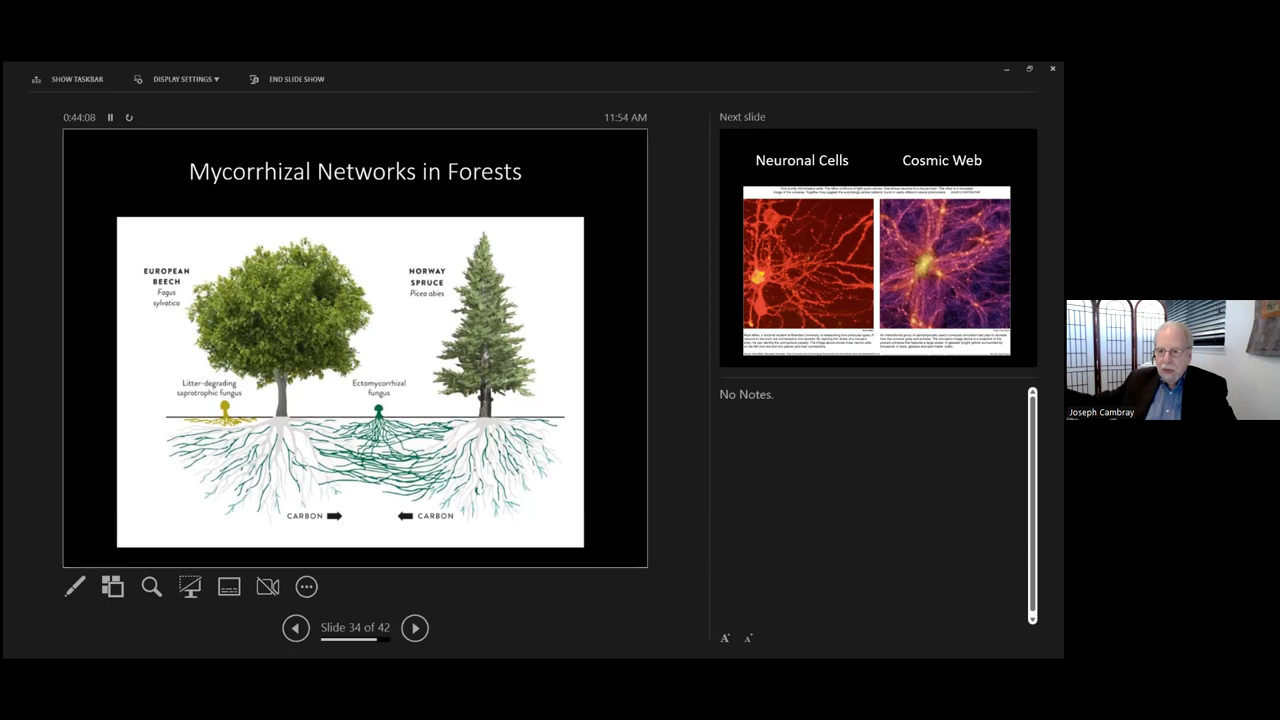 SHOW TASKBAR
DISPLAY SETTINGS ▼
END SLIDE SHOW
0:44:08
11:54 AM
Mycorrhizal Networks in Forests
EUROPEAN
BEECH
Fagus
sylvatica
NORWAY
SPRUCE
Picea abies
Litter-degrading
saprotrophic fungus
Ectomycorrhizal
fungus
CARBON
CARBON
Slide 34 of 42
Next slide
Neuronal Cells
Cosmic Web
No Notes.
A
A
Joseph Cambray